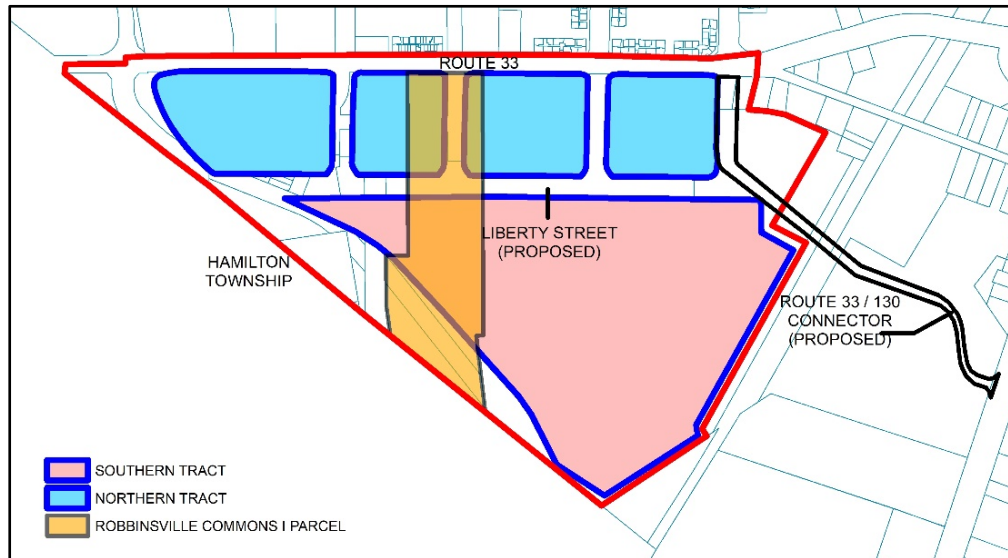 ROUTE 33
LIBERTY STREET
(PROPOSED)
HAMILTON
TOWNSHIP
ROUTE 33 / 130
CONNECTOR
(PROPOSED)
SOUTHERN TRACT
NORTHERN TRACT
ROBBINSVILLE COMMONS I PARCEL